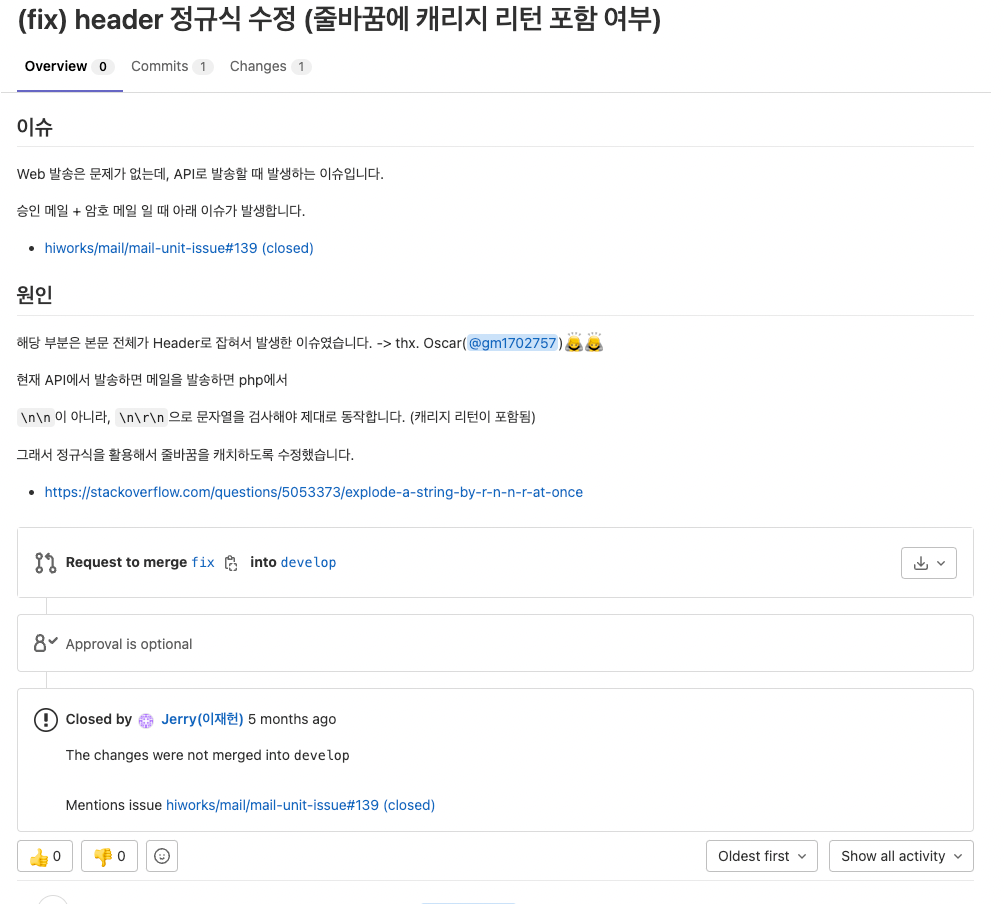 (fix) header 정규식 수정 (줄바꿈에 캐리지 리턴 포함 여부)
Overview 0 Commits 1 Changes 1
이슈
Web 발송은 문제가 없는데, API로 발송할 때 발생하는 이슈입니다.
승인 메일 + 암호 메일 일 때 아래 이슈가 발생합니다.
• hiworks/mail/mail-unit-issue#139 (closed)
원인
해당 부분은 본문 전체가 Header로 잡혀서 발생한 이슈였습니다. -> thx. Oscar(@gm1702757)🙇🙇
현재 API에서 발송하면 메일을 발송하면 php에서
\n\n이 아니라, \n\r\n으로 문자열을 검사해야 제대로 동작합니다. (캐리지 리턴이 포함됨)
그래서 정규식을 활용해서 줄바꿈을 캐치하도록 수정했습니다.
• https://stackoverflow.com/questions/5053373/explode-a-string-by-r-n-n-r-at-once
Request to merge fix into develop
Approval is optional
Closed by Jerry(이재헌) 5 months ago
The changes were not merged into develop
Mentions issue hiworks/mail/mail-unit-issue#139 (closed)
👍 0 👎 0 Oldest first Show all activity